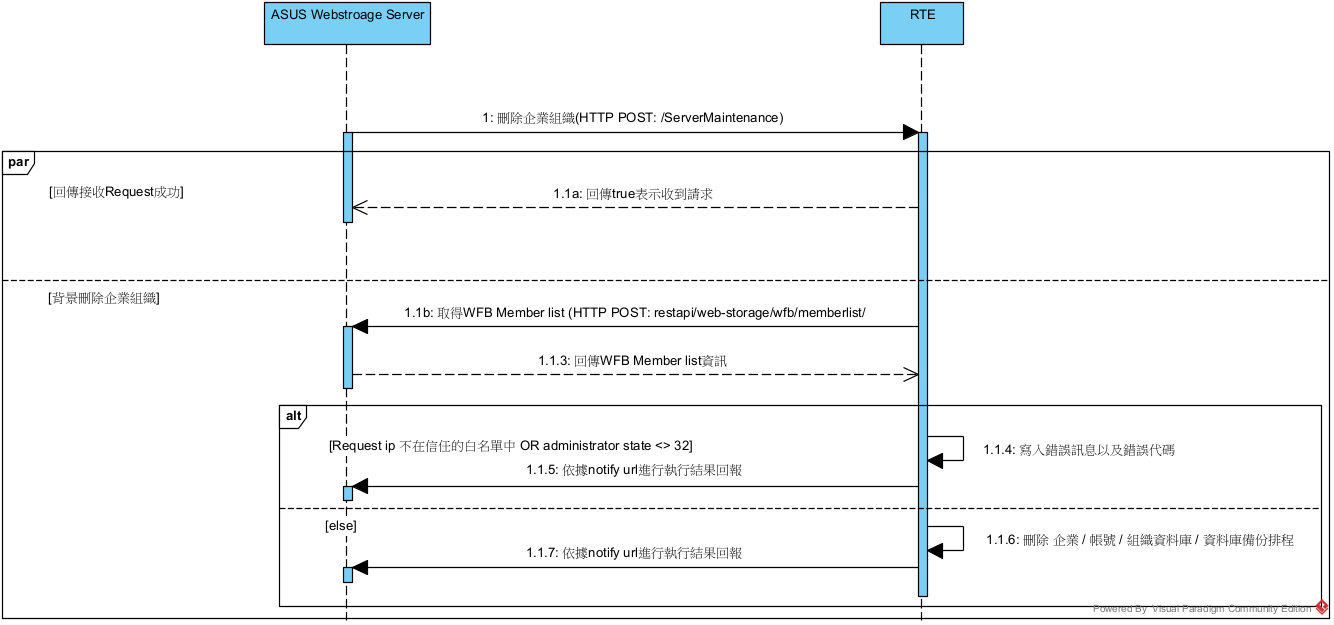 ASUS Webstroage Server
RTE
1: 刪除企業組織(HTTP POST: /ServerMaintenance)
par
[回傳接收Request成功]
1.1a: 回傳true表示收到請求
[背景刪除企業組織]
1.1b: 取得WFB Member list (HTTP POST: restapi/web-storage/wfb/memberlist/
1.1.3: 回傳WFB Member list資訊
alt
[Request ip 不在信任的白名單中 OR administrator state <> 32]
1.1.4: 寫入錯誤訊息以及錯誤代碼
1.1.5: 依據notify url進行執行結果回報
[else]
1.1.6: 刪除 企業 / 帳號 / 組織資料庫 / 資料庫備份排程
1.1.7: 依據notify url進行執行結果回報
Powered By Visual Paradigm Community Edition